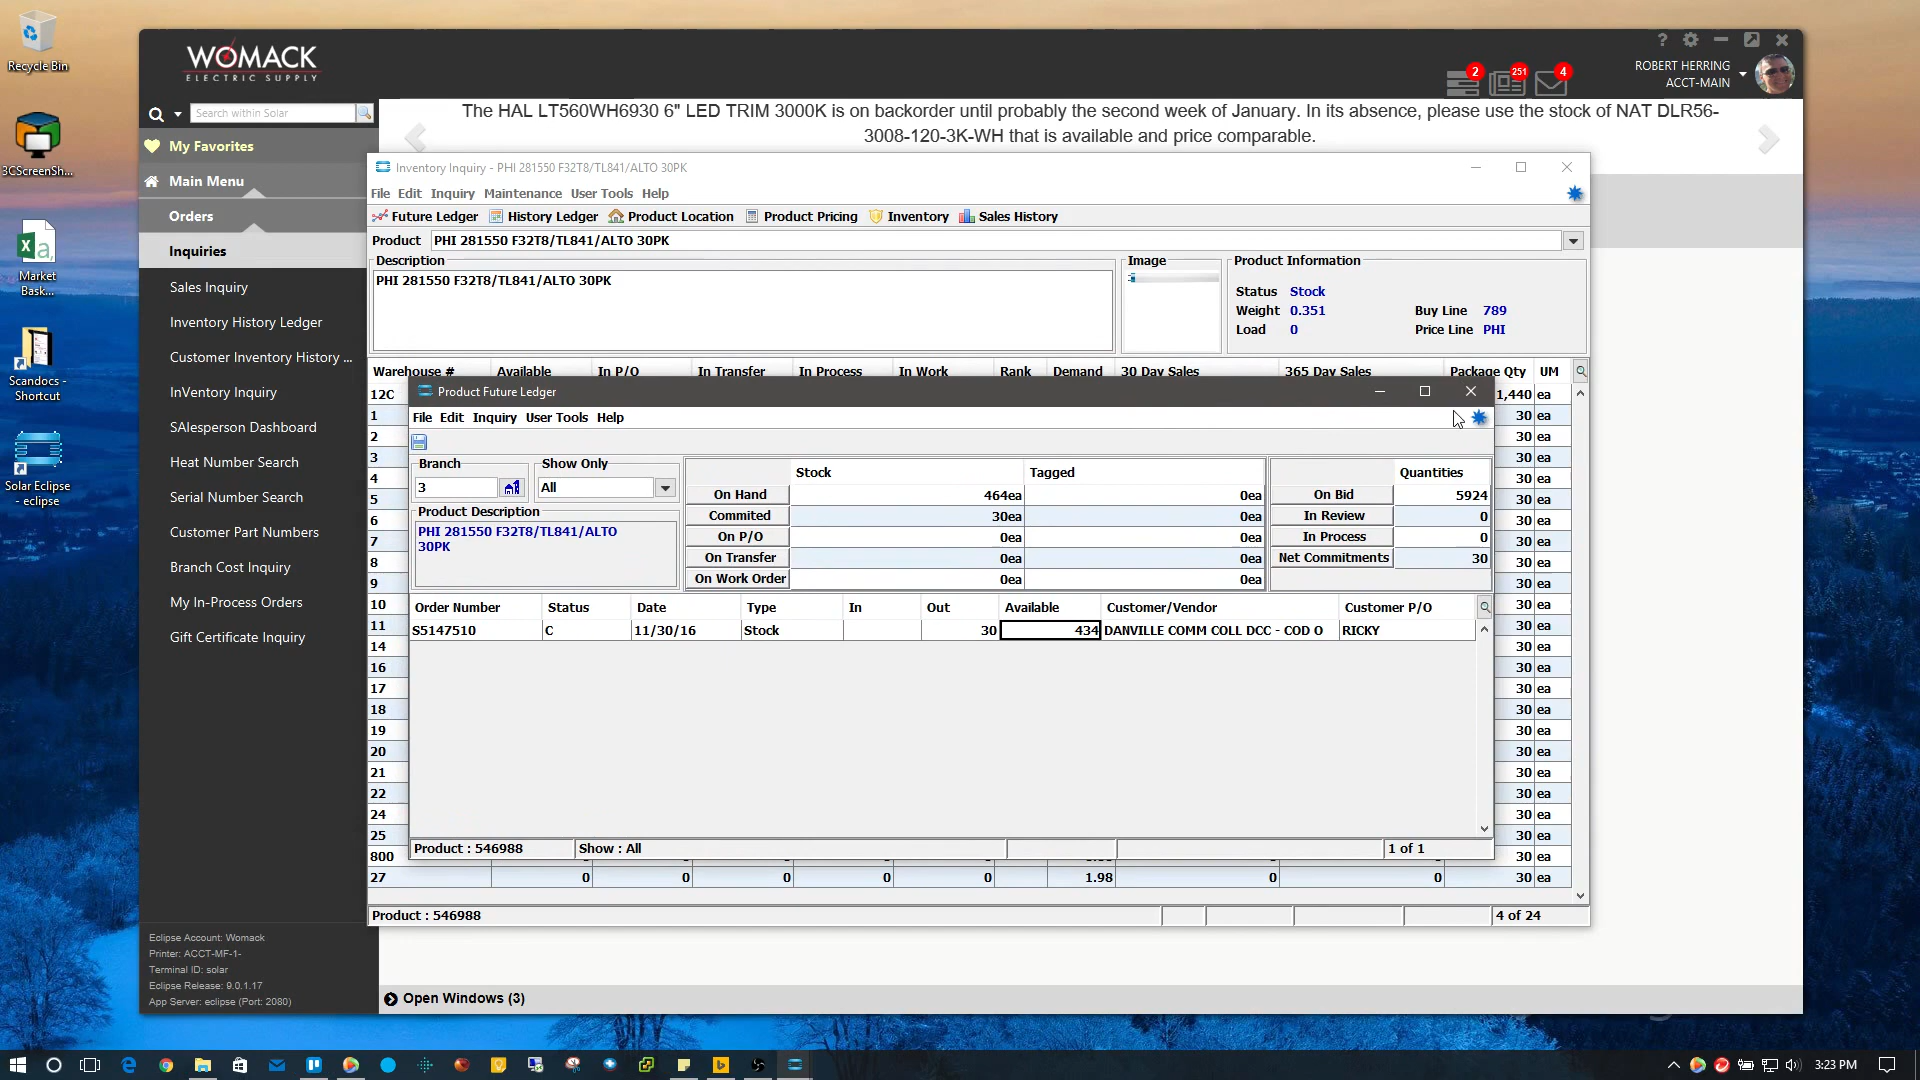 Recycle Bin
3CScreenSh...
Market
Bask...
Scandocs -
Shortcut
Solar Eclipse
- eclipse
WOMACK
ELECTRIC SUPPLY
2
251
4
ROBERT HERRING
ACCT-MAIN
Search within Solar
My Favorites
Main Menu
Orders
Inquiries
Sales Inquiry
Inventory History Ledger
Customer Inventory History ...
InVentory Inquiry
SAlesperson Dashboard
Heat Number Search
Serial Number Search
Customer Part Numbers
Branch Cost Inquiry
My In-Process Orders
Gift Certificate Inquiry
Eclipse Account: Womack
Printer: ACCT-MF-1-
Terminal ID: solar
Eclipse Release: 9.0.1.17
App Server: eclipse (Port: 2080)
The HAL LT560WH6930 6" LED TRIM 3000K is on backorder until probably the second week of January. In its absence, please use the stock of NAT DLR56-
3008-120-3K-WH that is available and price comparable.
Inventory Inquiry - PHI 281550 F32T8/TL841/ALTO 30PK
File Edit Inquiry Maintenance User Tools Help
Future Ledger History Ledger Product Location Product Pricing Inventory Sales History
Product PHI 281550 F32T8/TL841/ALTO 30PK
Description
PHI 281550 F32T8/TL841/ALTO 30PK
Image
Product Information
Status Stock
Weight 0.351 Buy Line 789
Load 0 Price Line PHI
Warehouse # Available In P/O In Transfer In Process In Work Rank Demand 30 Day Sales 365 Day Sales Package Qty UM
12C 1,440 ea
1 30 ea
2 30 ea
3 30 ea
4 30 ea
5 30 ea
6 30 ea
7 30 ea
8 30 ea
9 30 ea
10 30 ea
11 30 ea
14 30 ea
16 30 ea
17 30 ea
18 30 ea
19 30 ea
20 30 ea
21 30 ea
22 30 ea
24 30 ea
25 30 ea
800 30 ea
27 0 0 0 0 0 1.98 0 0 30 ea
Product : 546988 4 of 24
Product Future Ledger
File Edit Inquiry User Tools Help
Branch
3
Show Only
All
Product Description
PHI 281550 F32T8/TL841/ALTO
30PK
Stock Tagged
On Hand 464ea 0ea
Commited 30ea 0ea
On P/O 0ea 0ea
On Transfer 0ea 0ea
On Work Order 0ea 0ea
Quantities
On Bid 5924
In Review 0
In Process 0
Net Commitments 30
Order Number Status Date Type In Out Available Customer/Vendor Customer P/O
S5147510 C 11/30/16 Stock 30 434 DANVILLE COMM COLL DCC - COD O RICKY
Product : 546988 Show : All 1 of 1
Open Windows (3)
3:23 PM